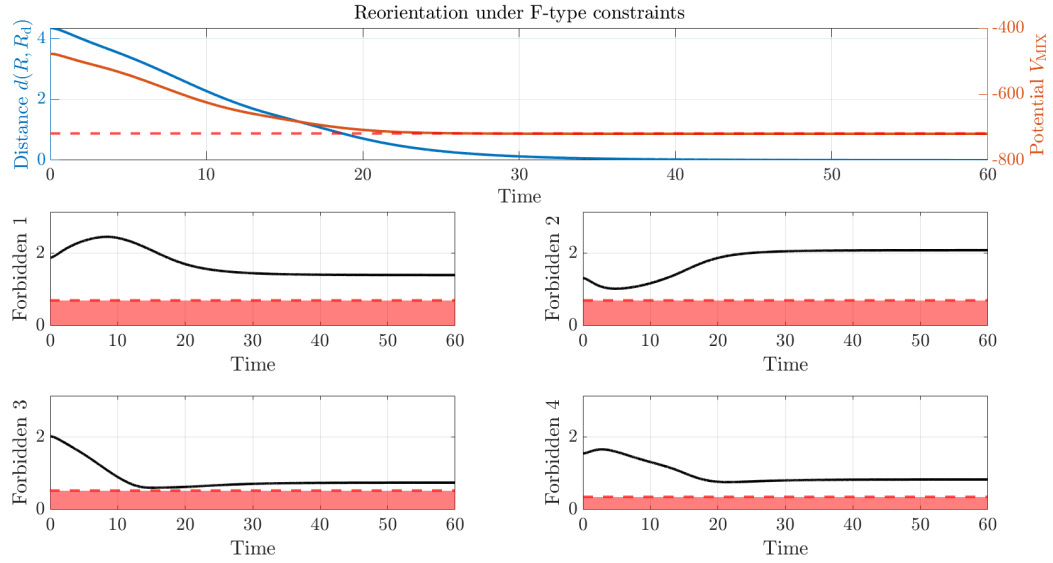 Reorientation under F-type constraints
Distance d(R, R_d)
4
2
0
Potential V_MIX
-400
-600
-800
0 10 20 30 40 50 60
Time
Forbidden 1
2
0
0 10 20 30 40 50 60
Time
Forbidden 2
2
0
0 10 20 30 40 50 60
Time
Forbidden 3
2
0
0 10 20 30 40 50 60
Time
Forbidden 4
2
0
0 10 20 30 40 50 60
Time